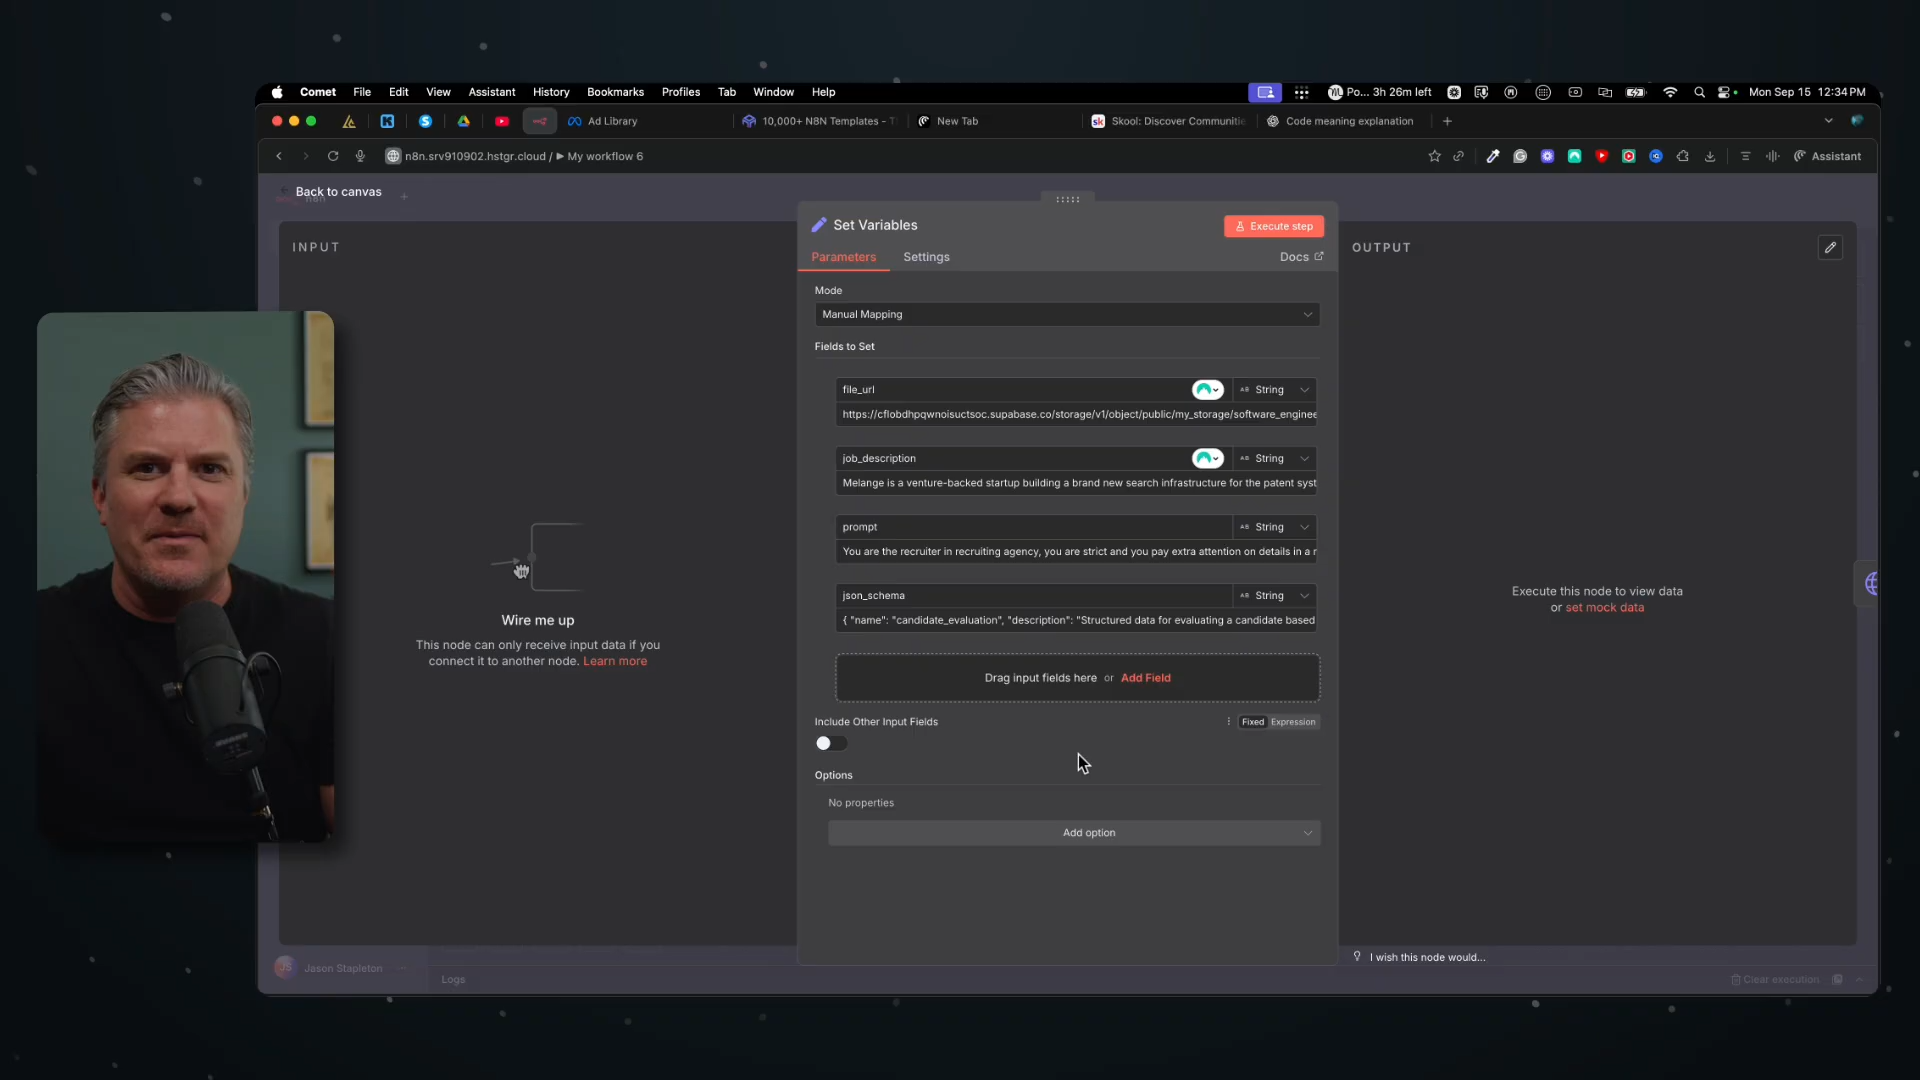 Comet File Edit View Assistant History Bookmarks Profiles Tab Window Help Po... 3h 26m left Mon Sep 15 12:34 PM
Ad Library 10,000+ N8N Templates - T New Tab sk Skool: Discover Communitie Code meaning explanation
n8n.srv910902.hstgr.cloud / ▶ My workflow 6 Assistant
Back to canvas
n8n
INPUT
Set Variables
Execute step
OUTPUT
Parameters Settings Docs
Mode
Manual Mapping
Fields to Set
file_url String
https://cflobdhpqwnoisuctsoc.supabase.co/storage/v1/object/public/my_storage/software_enginee
job_description String
Melange is a venture-backed startup building a brand new search infrastructure for the patent syst
prompt String
You are the recruiter in recruiting agency, you are strict and you pay extra attention on details in a r
json_schema String
{ "name": "candidate_evaluation", "description": "Structured data for evaluating a candidate based
Wire me up
This node can only receive input data if you
connect it to another node. Learn more
Execute this node to view data
or set mock data
Drag input fields here or Add Field
Include Other Input Fields
Fixed Expression
Options
No properties
Add option
I wish this node would...
JS Jason Stapleton
Logs
Clear execution